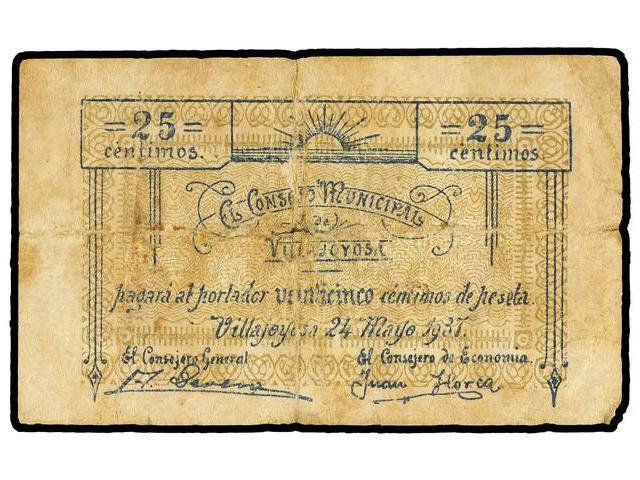 =25=
centimos.
=25=
centimos
EL CONSEJO MUNICIPAL
de
VILLAJOYOSA
pagará al portador veinticinco céntimos de peseta.
Villajoyosa 24 Mayo 1937.
El Consejero General
El Consejero de Economia.
Juan Llorca